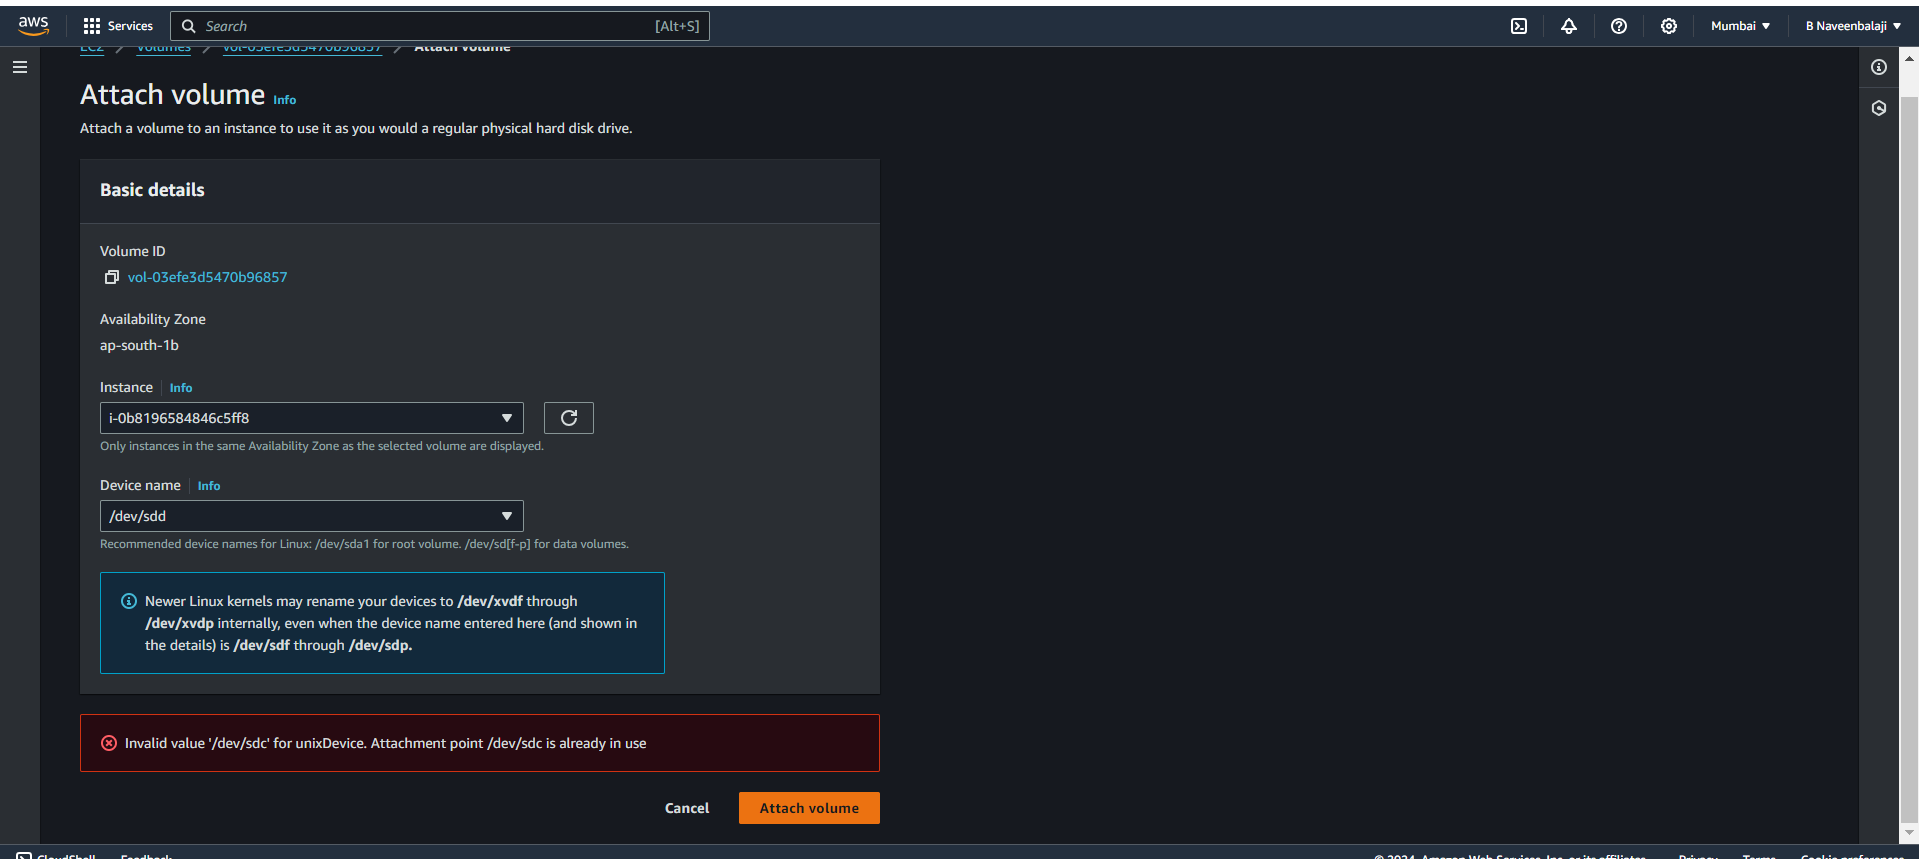 aws
Services
Search
[Alt+S]
Mumbai
B Naveenbalaji
EC2 / Volumes / vol-03efe3d5470b96857 / Attach volume
Attach volume Info
Attach a volume to an instance to use it as you would a regular physical hard disk drive.
Basic details
Volume ID
vol-03efe3d5470b96857
Availability Zone
ap-south-1b
Instance Info
i-0b8196584846c5ff8
Only instances in the same Availability Zone as the selected volume are displayed.
Device name Info
/dev/sdd
Recommended device names for Linux: /dev/sda1 for root volume. /dev/sd[f-p] for data volumes.
Newer Linux kernels may rename your devices to /dev/xvdf through
/dev/xvdp internally, even when the device name entered here (and shown in
the details) is /dev/sdf through /dev/sdp.
Invalid value '/dev/sdc' for unixDevice. Attachment point /dev/sdc is already in use
Cancel
Attach volume
CloudShell
Feedback
© 2024, Amazon Web Services, Inc. or its affiliates.
Privacy
Terms
Cookie preferences